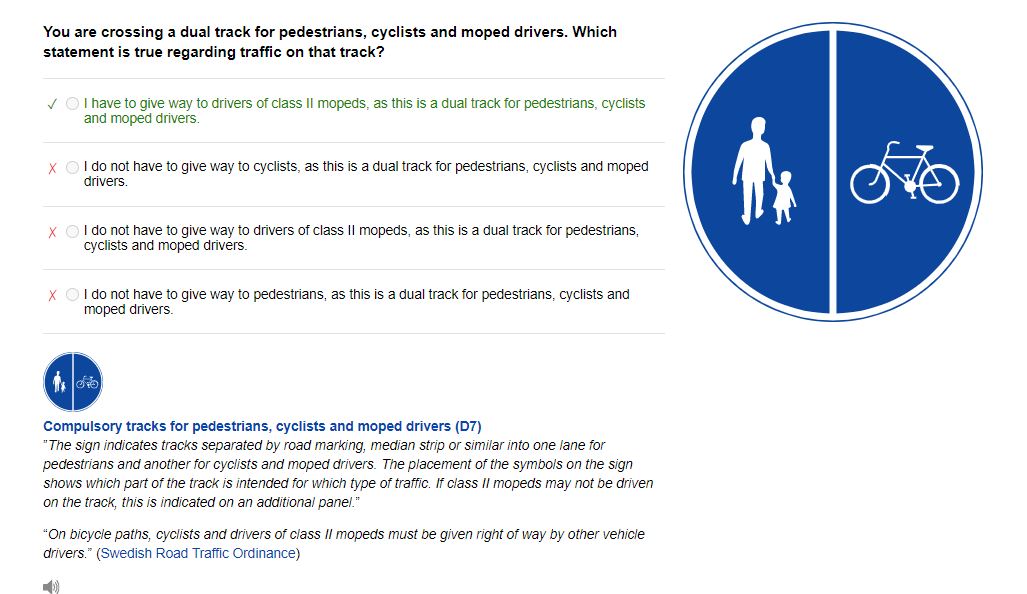 You are crossing a dual track for pedestrians, cyclists and moped drivers. Which
statement is true regarding traffic on that track?
I have to give way to drivers of class II mopeds, as this is a dual track for pedestrians, cyclists
and moped drivers.
I do not have to give way to cyclists, as this is a dual track for pedestrians, cyclists and moped
drivers.
I do not have to give way to drivers of class II mopeds, as this is a dual track for pedestrians,
cyclists and moped drivers.
I do not have to give way to pedestrians, as this is a dual track for pedestrians, cyclists and
moped drivers.
Compulsory tracks for pedestrians, cyclists and moped drivers (D7)
"The sign indicates tracks separated by road marking, median strip or similar into one lane for
pedestrians and another for cyclists and moped drivers. The placement of the symbols on the sign
shows which part of the track is intended for which type of traffic. If class II mopeds may not be driven
on the track, this is indicated on an additional panel.”
“On bicycle paths, cyclists and drivers of class II mopeds must be given right of way by other vehicle
drivers.” (Swedish Road Traffic Ordinance)